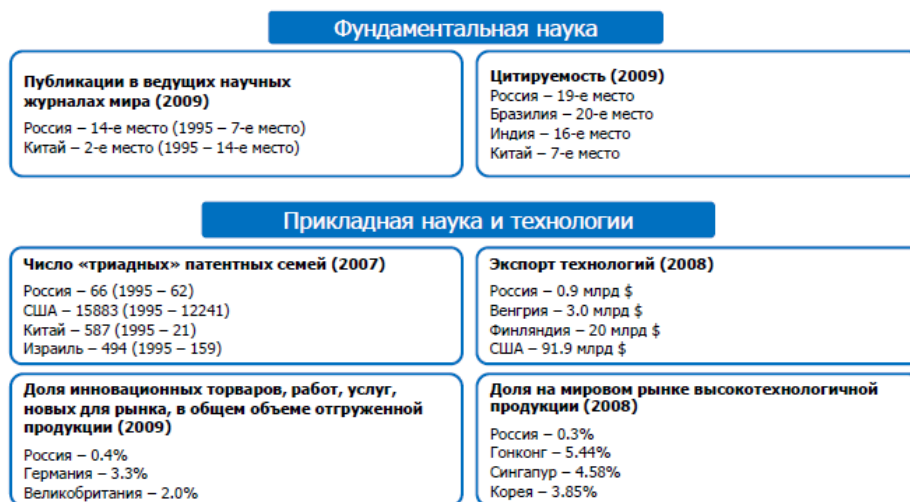 Фундаментальная наука
Публикации в ведущих научных
журналах мира (2009)
Россия – 14-е место (1995 – 7-е место)
Китай – 2-е место (1995 – 14-е место)
Цитируемость (2009)
Россия – 19-е место
Бразилия – 20-е место
Индия – 16-е место
Китай – 7-е место
Прикладная наука и технологии
Число «триадных» патентных семей (2007)
Россия – 66 (1995 – 62)
США – 15883 (1995 – 12241)
Китай – 587 (1995 – 21)
Израиль – 494 (1995 – 159)
Экспорт технологий (2008)
Россия – 0.9 млрд $
Венгрия – 3.0 млрд $
Финляндия – 20 млрд $
США – 91.9 млрд $
Доля инновационных торваров, работ, услуг,
новых для рынка, в общем объеме отгруженной
продукции (2009)
Россия – 0.4%
Германия – 3.3%
Великобритания – 2.0%
Доля на мировом рынке высокотехнологичной
продукции (2008)
Россия – 0.3%
Гонконг – 5.44%
Сингапур – 4.58%
Корея – 3.85%